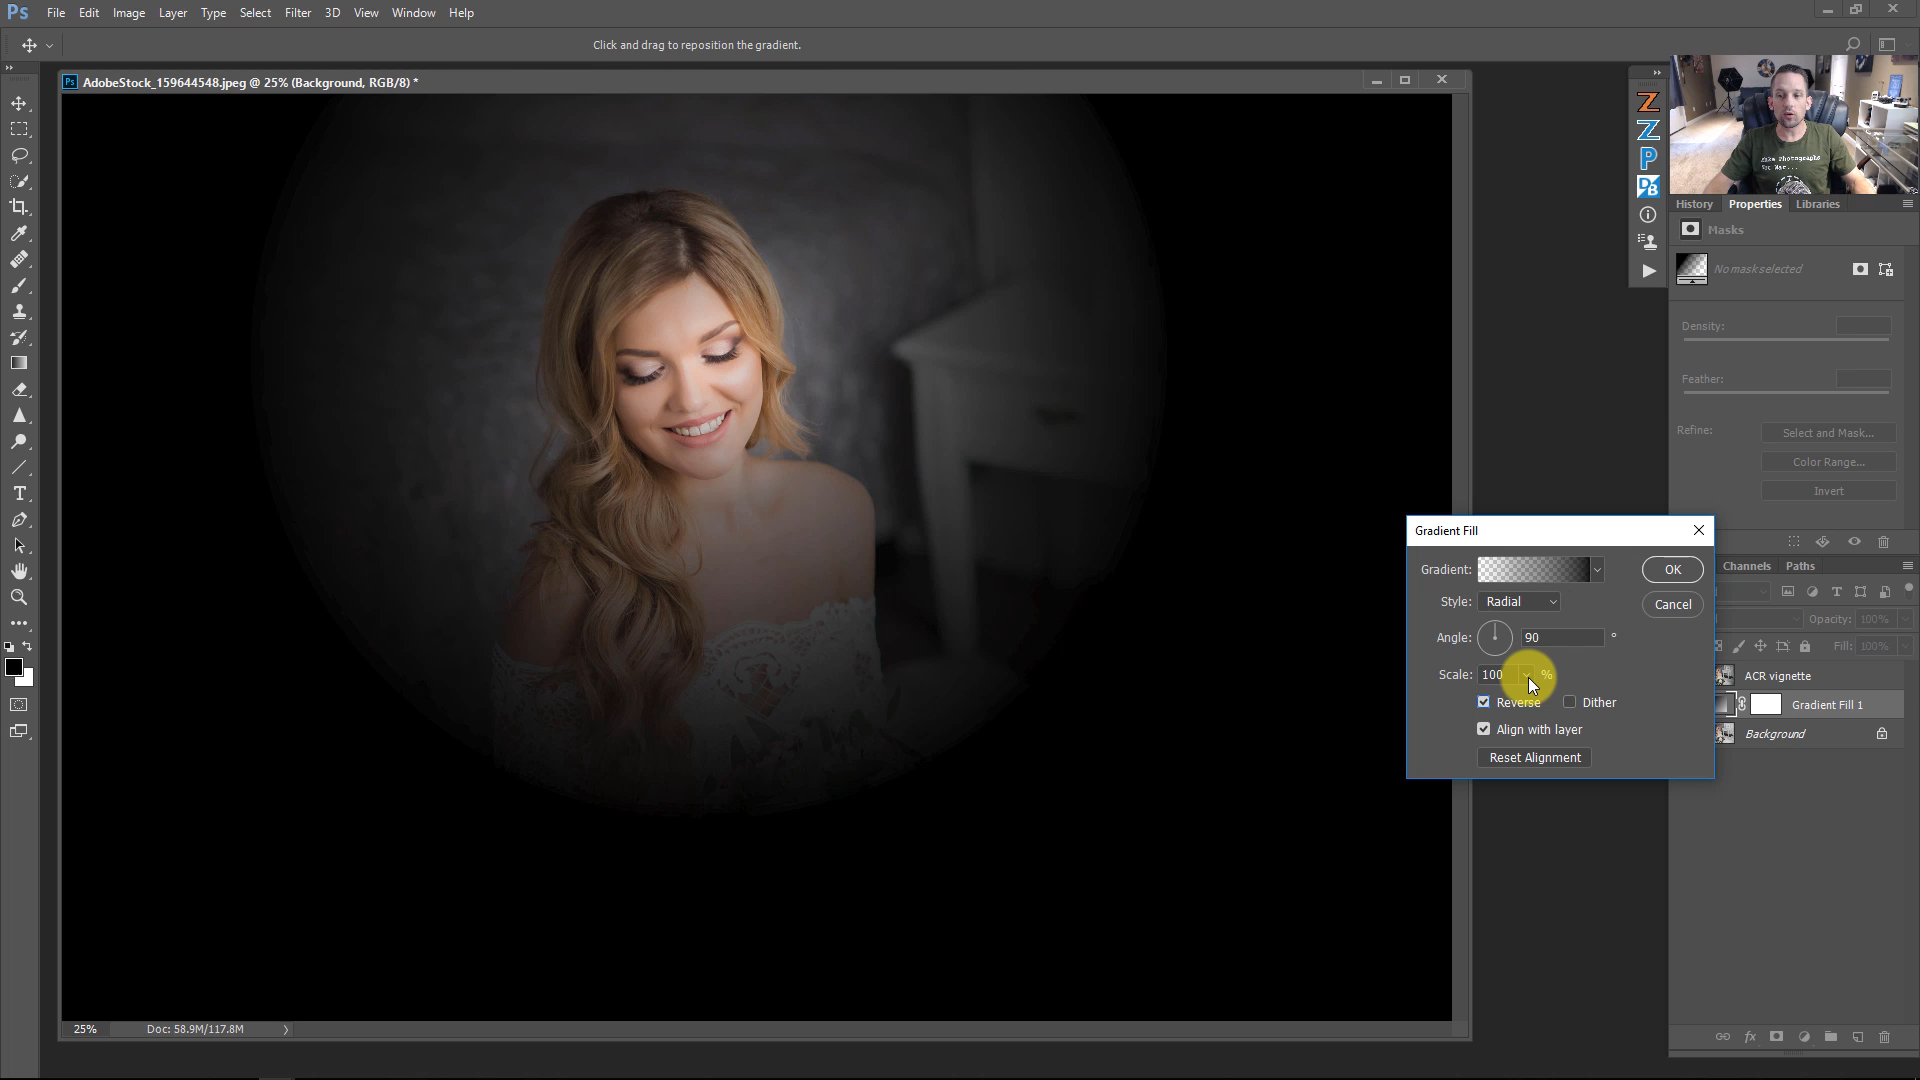 Ps File Edit Image Layer Type Select Filter 3D View Window Help
Click and drag to reposition the gradient.
Ps AdobeStock_159644548.jpeg @ 25% (Background, RGB/8) *
Z
Z
P
DB
History Properties Libraries
Masks
No mask selected
Density:
Feather:
Refine: Select and Mask...
Color Range...
Invert
Gradient Fill
Gradient: OK
Style: Radial Cancel
Angle: 90 °
Scale: 100 %
Reverse Dither
Align with layer
Reset Alignment
Channels Paths
Opacity: 100%
Fill: 100%
ACR vignette
Gradient Fill 1
Background
25% Doc: 58.9M/117.8M